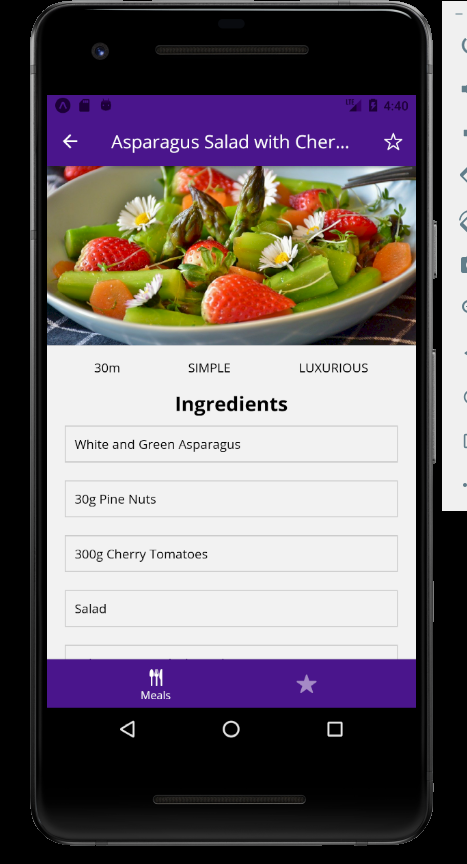 LTE 4:40
Asparagus Salad with Cher...
30m SIMPLE LUXURIOUS
Ingredients
White and Green Asparagus
30g Pine Nuts
300g Cherry Tomatoes
Salad
Meals